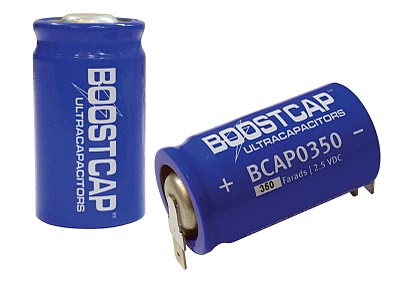 BOOSTCAP®
ULTRACAPACITORS
BOOSTCAP®
ULTRACAPACITORS
+ BCAP0350 −
360 Farads | 2.5 VDC